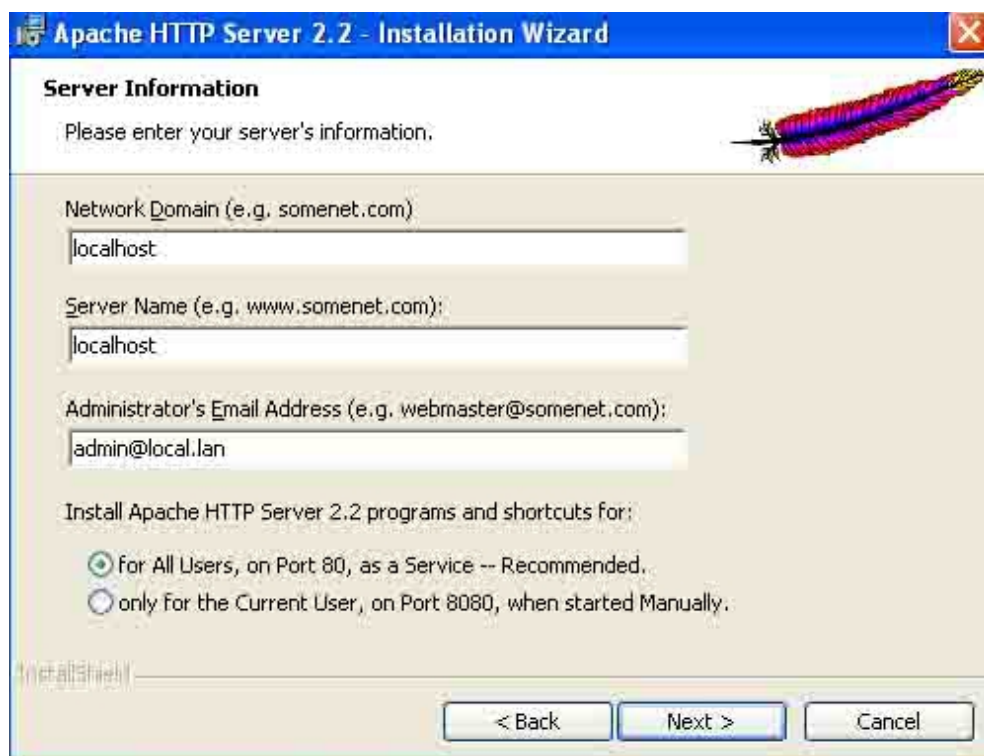 Apache HTTP Server 2.2 - Installation Wizard
Server Information
Please enter your server's information.
Network Domain (e.g. somenet.com)
localhost
Server Name (e.g. www.somenet.com):
localhost
Administrator's Email Address (e.g. webmaster@somenet.com):
admin@local.lan
Install Apache HTTP Server 2.2 programs and shortcuts for:
for All Users, on Port 80, as a Service -- Recommended.
only for the Current User, on Port 8080, when started Manually.
InstallShield
< Back Next > Cancel